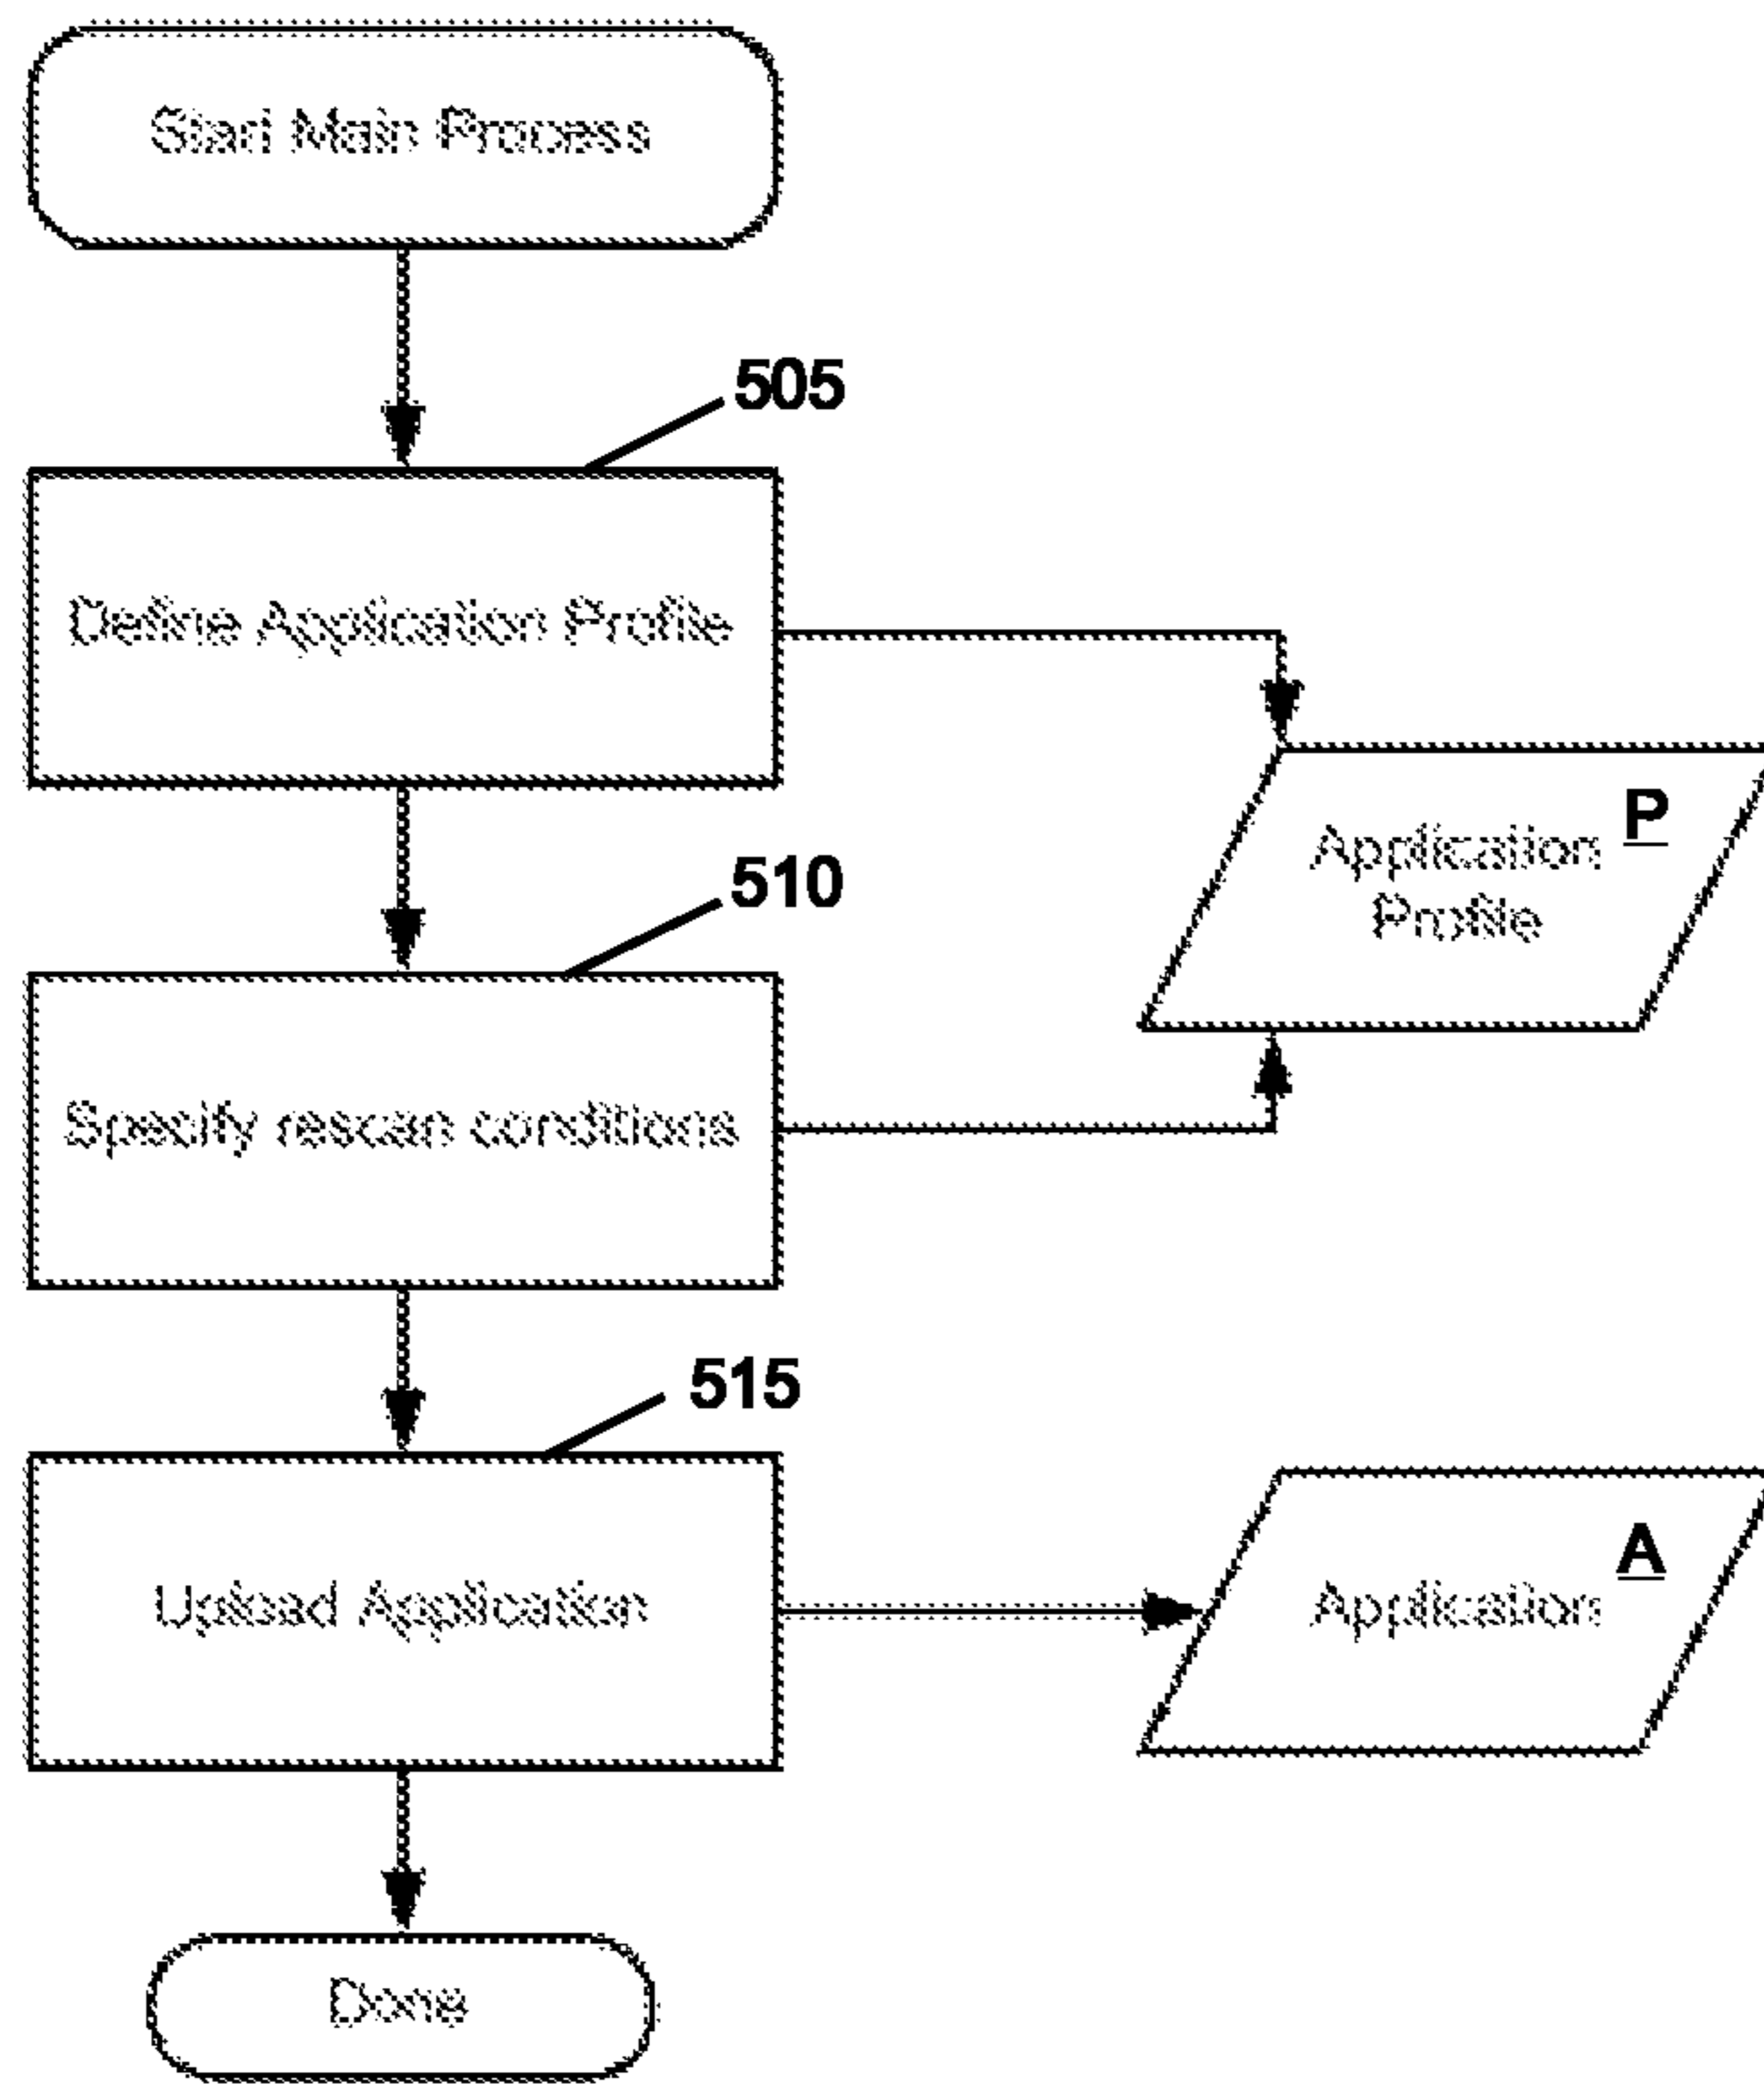 Start Main Process
505
Define Application Profile
P
Application
Profile
510
Specify rescan conditions
515
Upload Application
A
Application
Done